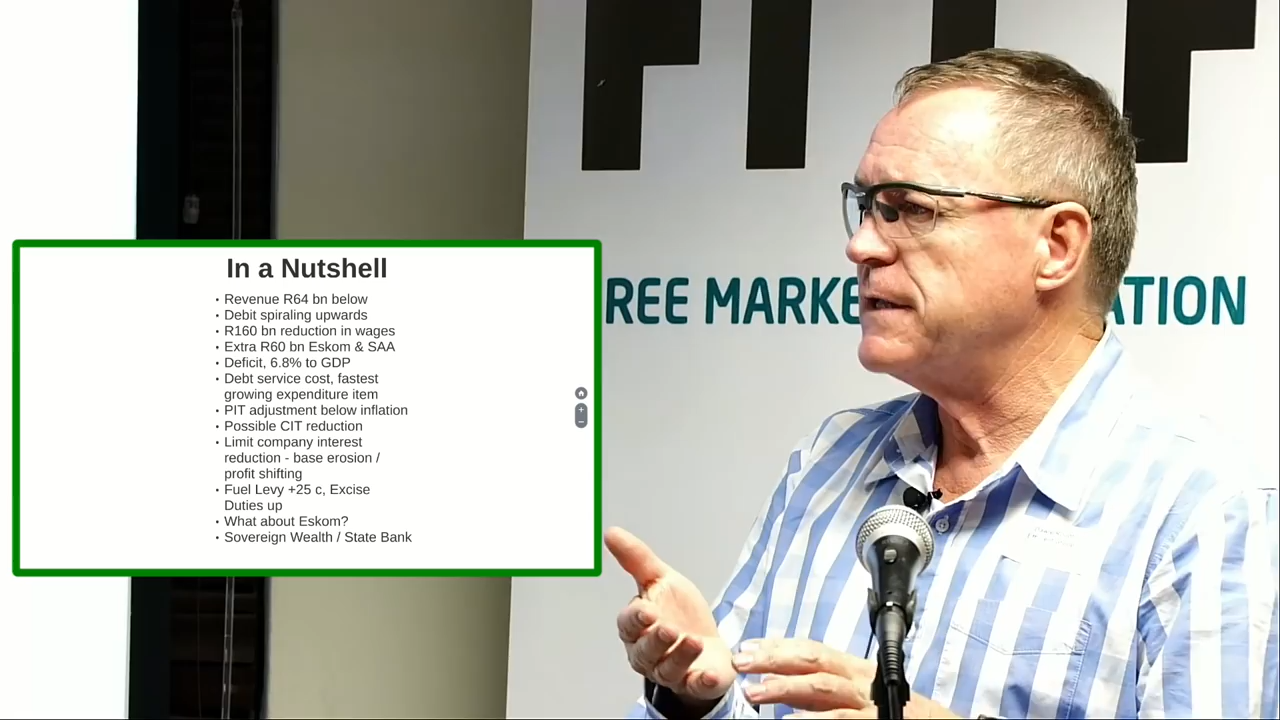 In a Nutshell
• Revenue R64 bn below
• Debit spiraling upwards
• R160 bn reduction in wages
• Extra R60 bn Eskom & SAA
• Deficit, 6.8% to GDP
• Debt service cost, fastest
growing expenditure item
• PIT adjustment below inflation
• Possible CIT reduction
• Limit company interest
reduction - base erosion /
profit shifting
• Fuel Levy +25 c, Excise
Duties up
• What about Eskom?
• Sovereign Wealth / State Bank
REE MARKE ATION